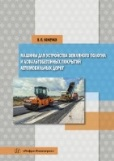 МАШИНЫ ДЛЯ УСТРОЙСТВА ЗЕМЛЯНОГО ПОЛОТНА
И АСФАЛЬТОБЕТОННЫХ ПОКРЫТИЙ
АВТОМОБИЛЬНЫХ ДОРОГ